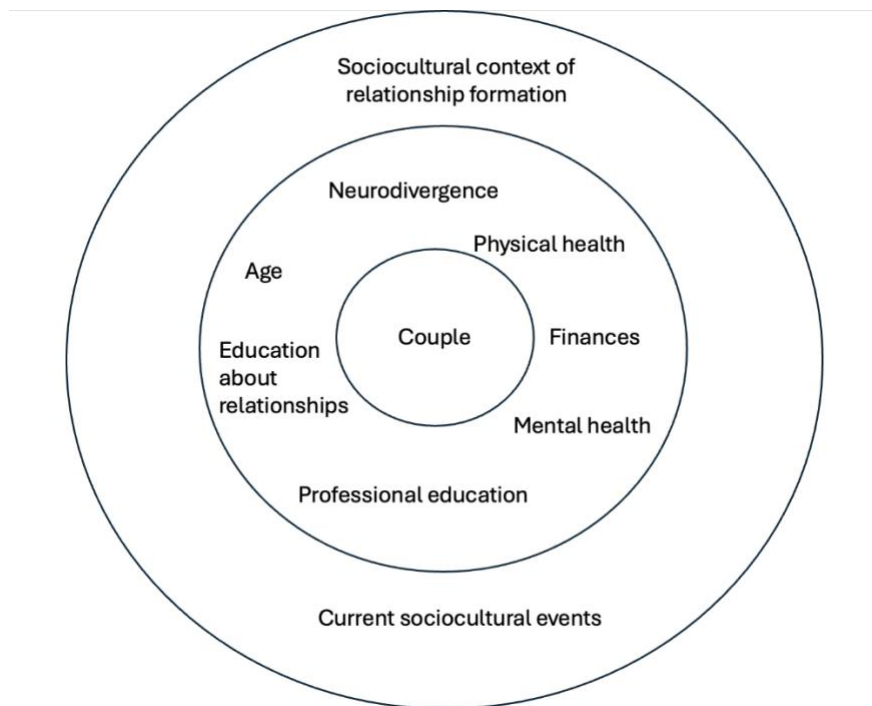 Sociocultural context of
relationship formation
Neurodivergence
Physical health
Age
Couple
Finances
Education
about
relationships
Mental health
Professional education
Current sociocultural events